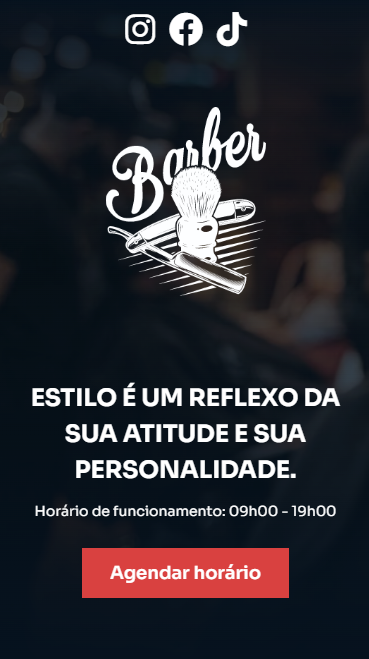 Barber
ESTILO É UM REFLEXO DA
SUA ATITUDE E SUA
PERSONALIDADE.
Horário de funcionamento: 09h00 - 19h00
Agendar horário